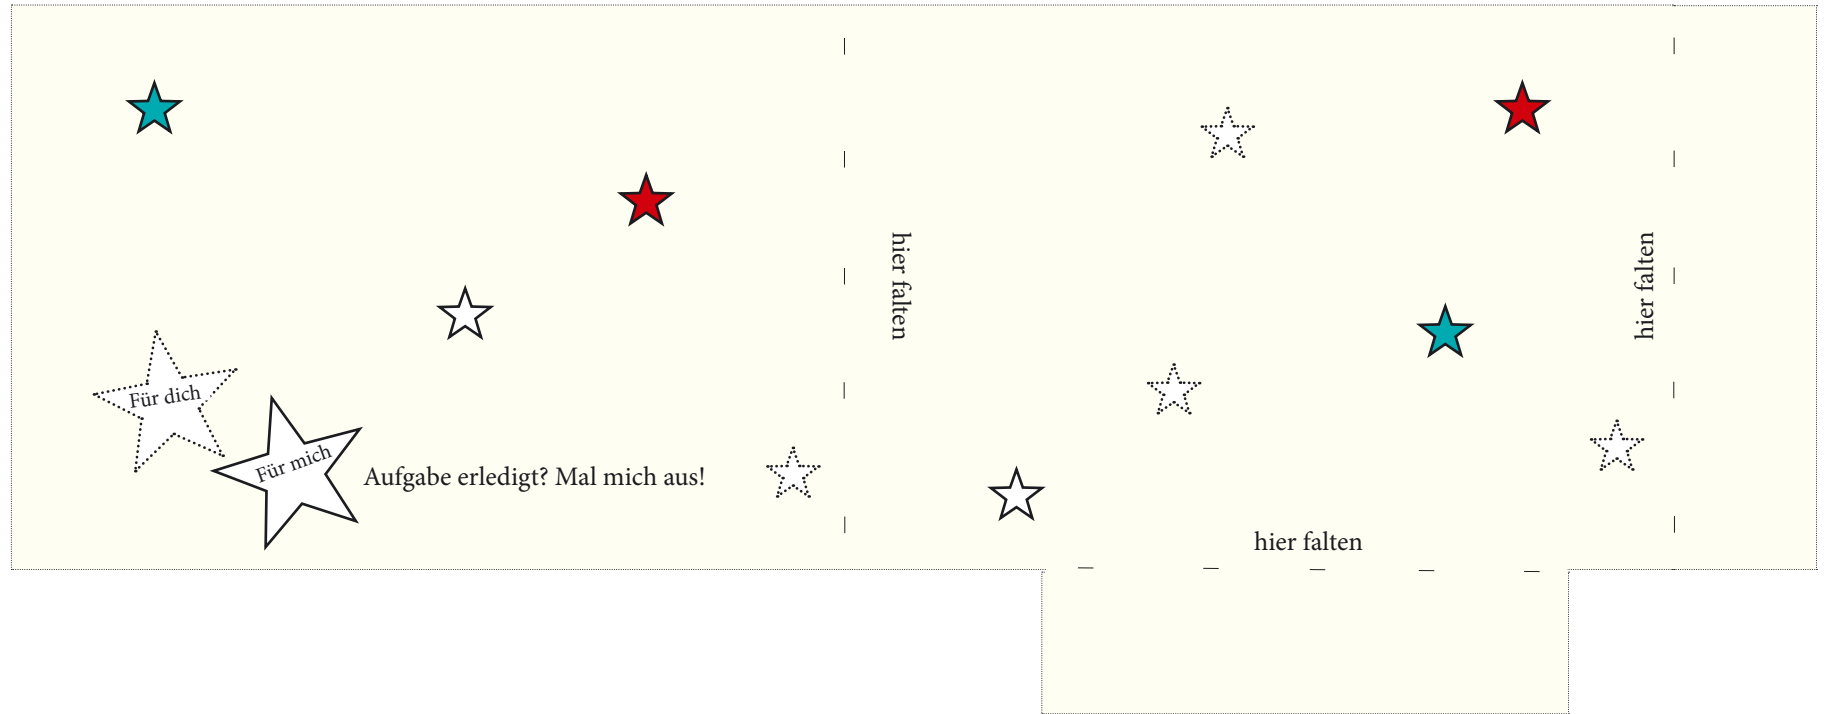 hier falten
hier falten
Für dich
Für mich
Aufgabe erledigt? Mal mich aus!
hier falten